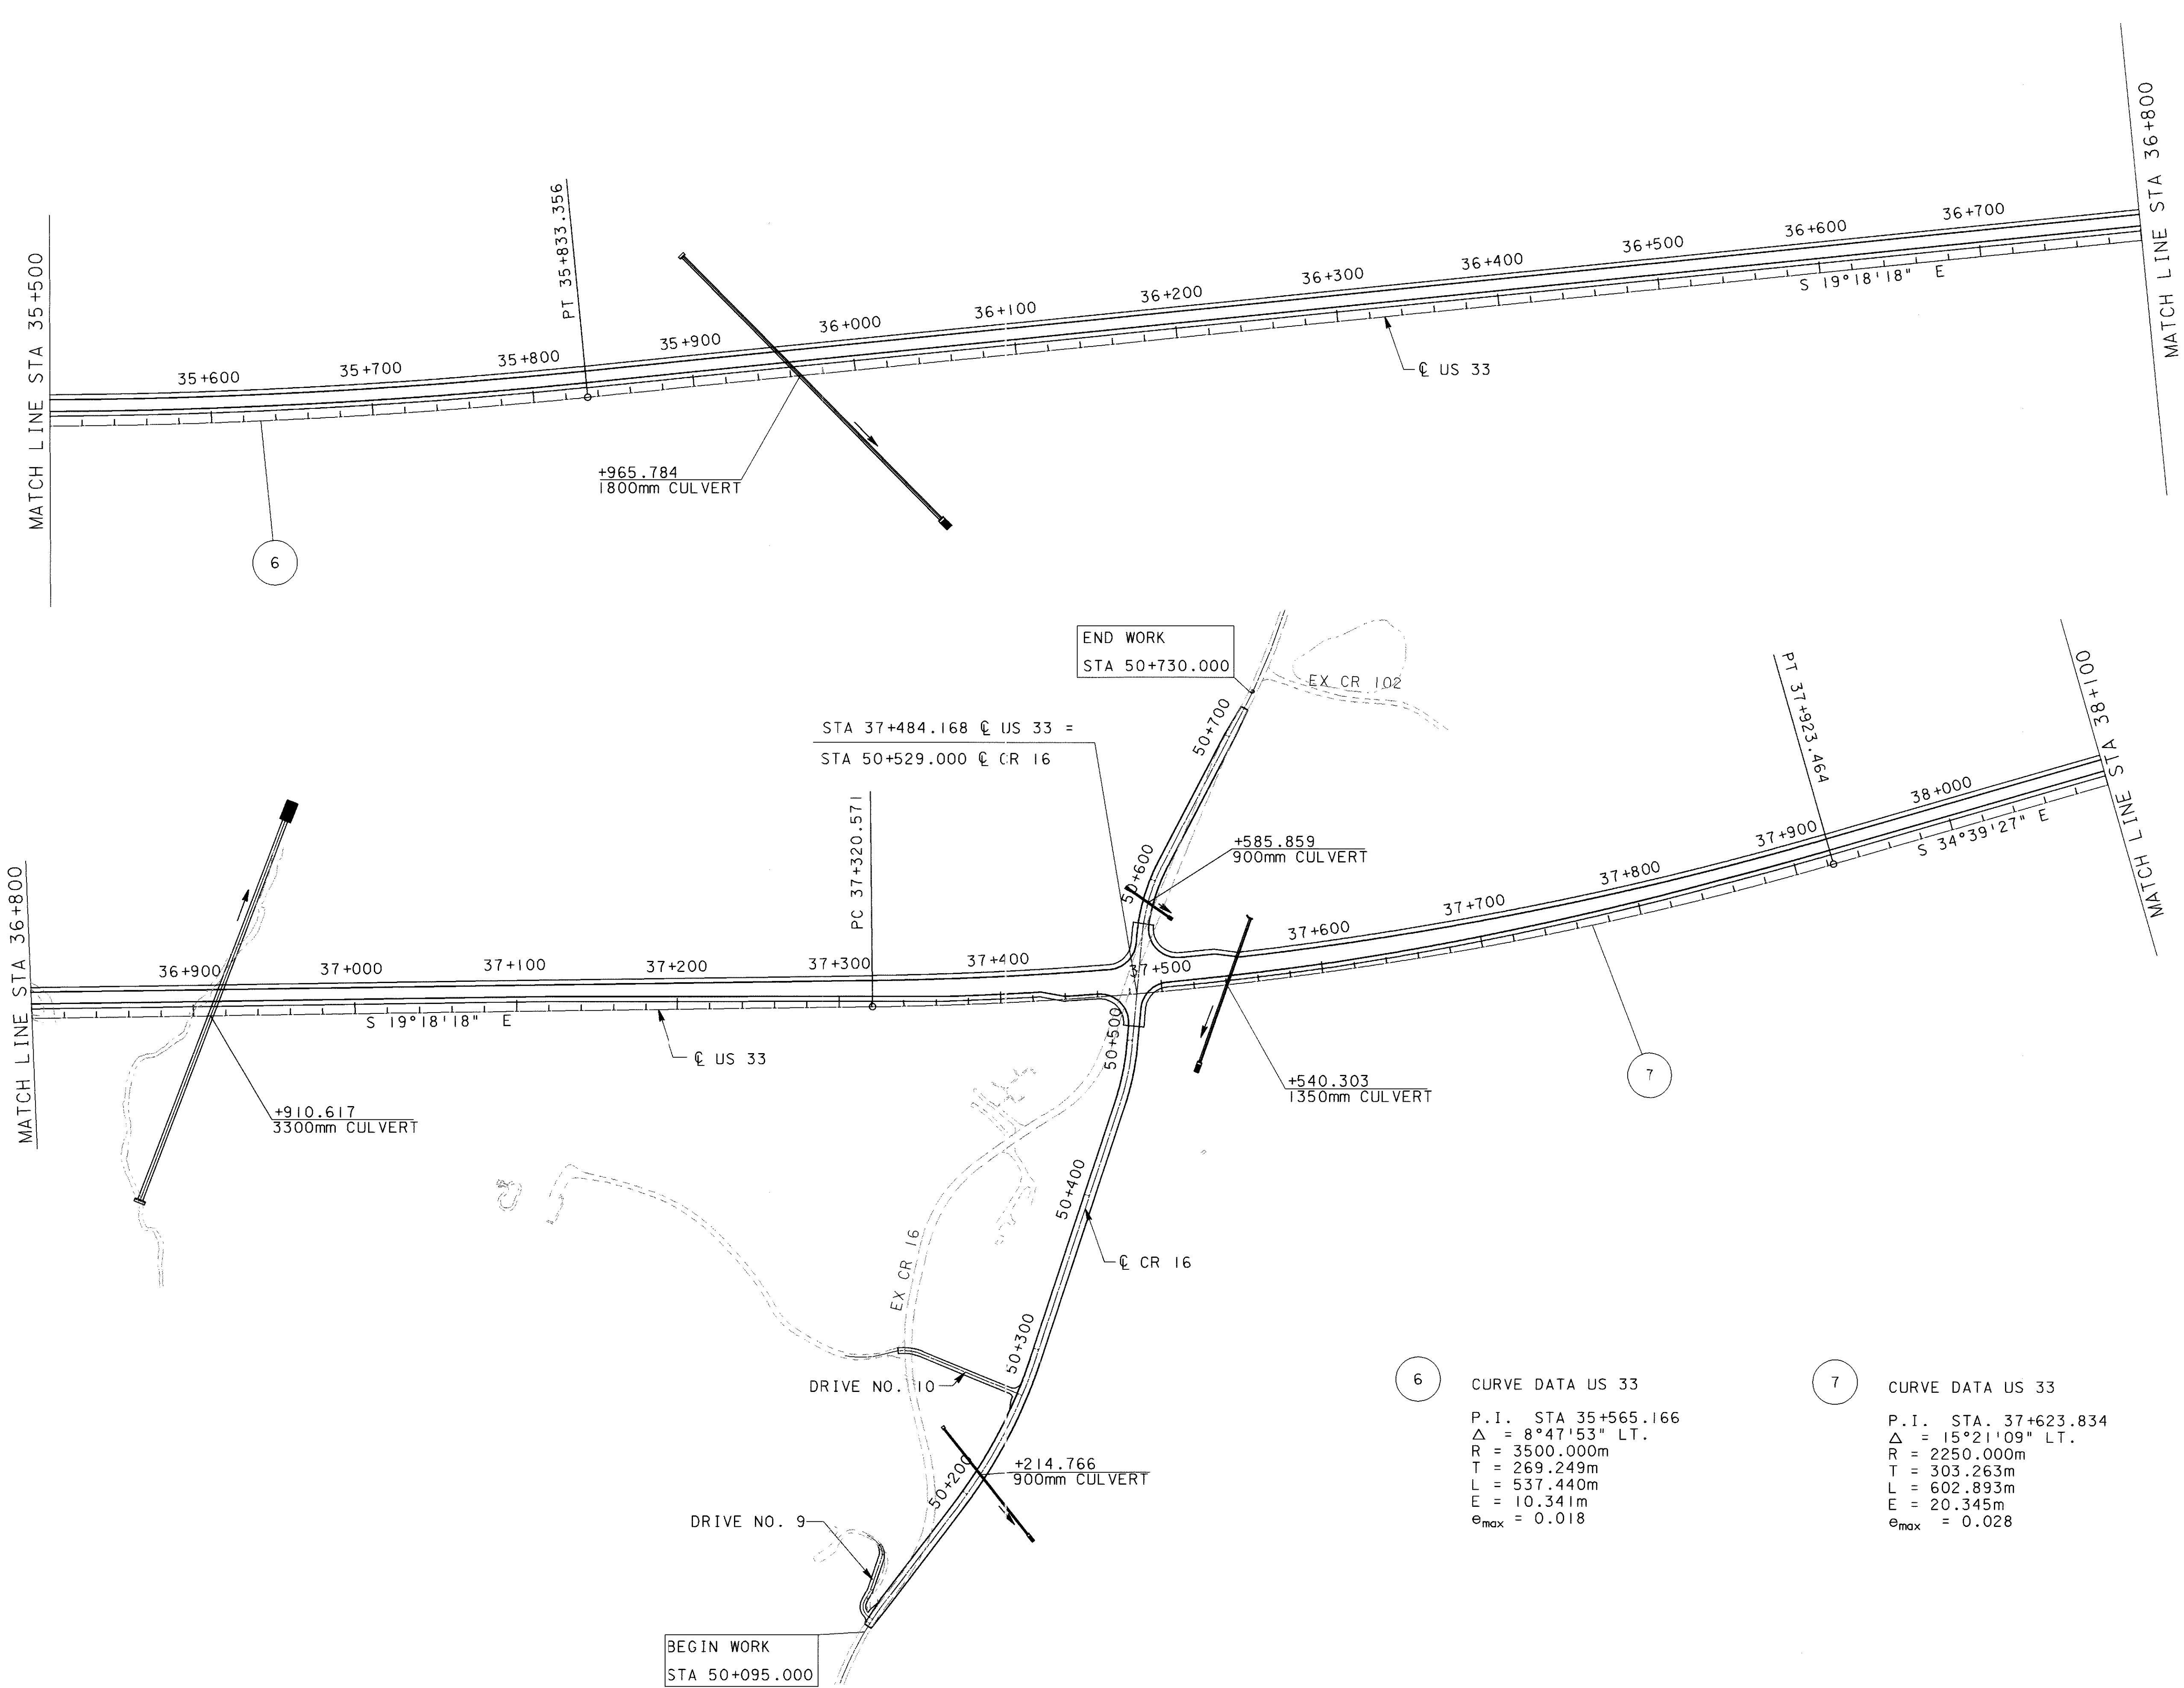 MATCH LINE STA 35+500
35+600
35+700
35+800
PT 35+833.356
35+900
36+000
36+100
36+200
36+300
36+400
36+500
36+600
36+700
MATCH LINE STA 36+800
S 19°18'18" E
℄ US 33
+965.784
1800mm CULVERT
6
END WORK
STA 50+730.000
EX CR 102
STA 37+484.168 ℄ US 33 =
STA 50+529.000 ℄ CR 16
50+700
PT 37+923.464
MATCH LINE STA 38+100
MATCH LINE STA 36+800
36+900
37+000
37+100
37+200
37+300
PC 37+320.571
37+400
37+500
37+600
37+700
37+800
37+900
38+000
S 34°39'27" E
50+600
+585.859
900mm CULVERT
S 19°18'18" E
℄ US 33
50+500
+540.303
1350mm CULVERT
7
+910.617
3300mm CULVERT
50+400
℄ CR 16
EX CR 16
50+300
DRIVE NO. 10
50+200
+214.766
900mm CULVERT
DRIVE NO. 9
BEGIN WORK
STA 50+095.000
6
CURVE DATA US 33
P.I. STA 35+565.166
△ = 8°47'53" LT.
R = 3500.000m
T = 269.249m
L = 537.440m
E = 10.341m
emax = 0.018
7
CURVE DATA US 33
P.I. STA. 37+623.834
△ = 15°21'09" LT.
R = 2250.000m
T = 303.263m
L = 602.893m
E = 20.345m
emax = 0.028